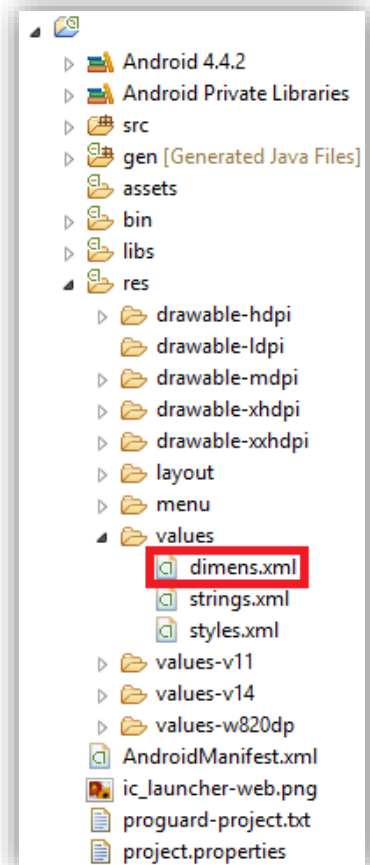 Android 4.4.2
Android Private Libraries
src
gen [Generated Java Files]
assets
bin
libs
res
drawable-hdpi
drawable-ldpi
drawable-mdpi
drawable-xhdpi
drawable-xxhdpi
layout
menu
values
dimens.xml
strings.xml
styles.xml
values-v11
values-v14
values-w820dp
AndroidManifest.xml
ic_launcher-web.png
proguard-project.txt
project.properties